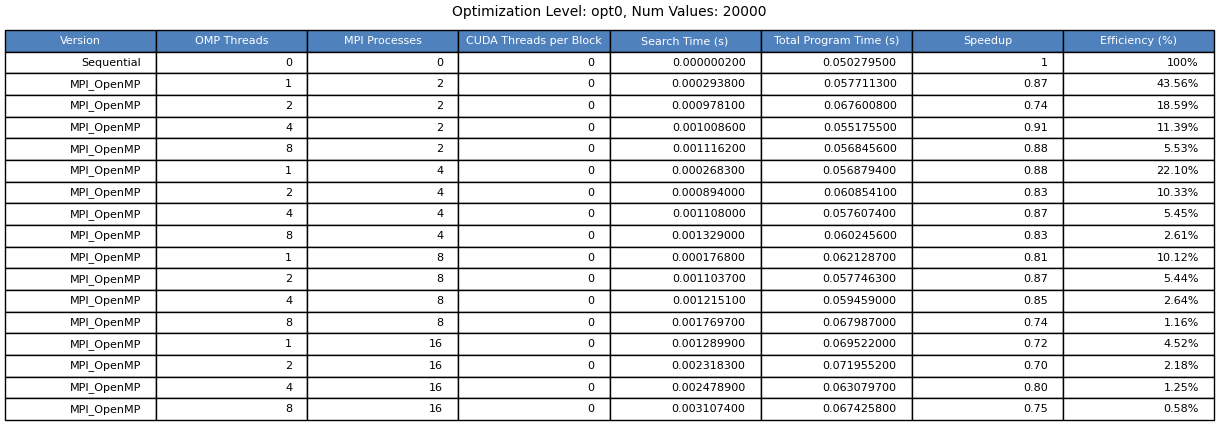 Optimization Level: opt0, Num Values: 20000
Version OMP Threads MPI Processes CUDA Threads per Block Search Time (s) Total Program Time (s) Speedup Efficiency (%)
Sequential 0 0 0 0.000000200 0.050279500 1 100%
MPI_OpenMP 1 2 0 0.000293800 0.057711300 0.87 43.56%
MPI_OpenMP 2 2 0 0.000978100 0.067600800 0.74 18.59%
MPI_OpenMP 4 2 0 0.001008600 0.055175500 0.91 11.39%
MPI_OpenMP 8 2 0 0.001116200 0.056845600 0.88 5.53%
MPI_OpenMP 1 4 0 0.000268300 0.056879400 0.88 22.10%
MPI_OpenMP 2 4 0 0.000894000 0.060854100 0.83 10.33%
MPI_OpenMP 4 4 0 0.001108000 0.057607400 0.87 5.45%
MPI_OpenMP 8 4 0 0.001329000 0.060245600 0.83 2.61%
MPI_OpenMP 1 8 0 0.000176800 0.062128700 0.81 10.12%
MPI_OpenMP 2 8 0 0.001103700 0.057746300 0.87 5.44%
MPI_OpenMP 4 8 0 0.001215100 0.059459000 0.85 2.64%
MPI_OpenMP 8 8 0 0.001769700 0.067987000 0.74 1.16%
MPI_OpenMP 1 16 0 0.001289900 0.069522000 0.72 4.52%
MPI_OpenMP 2 16 0 0.002318300 0.071955200 0.70 2.18%
MPI_OpenMP 4 16 0 0.002478900 0.063079700 0.80 1.25%
MPI_OpenMP 8 16 0 0.003107400 0.067425800 0.75 0.58%